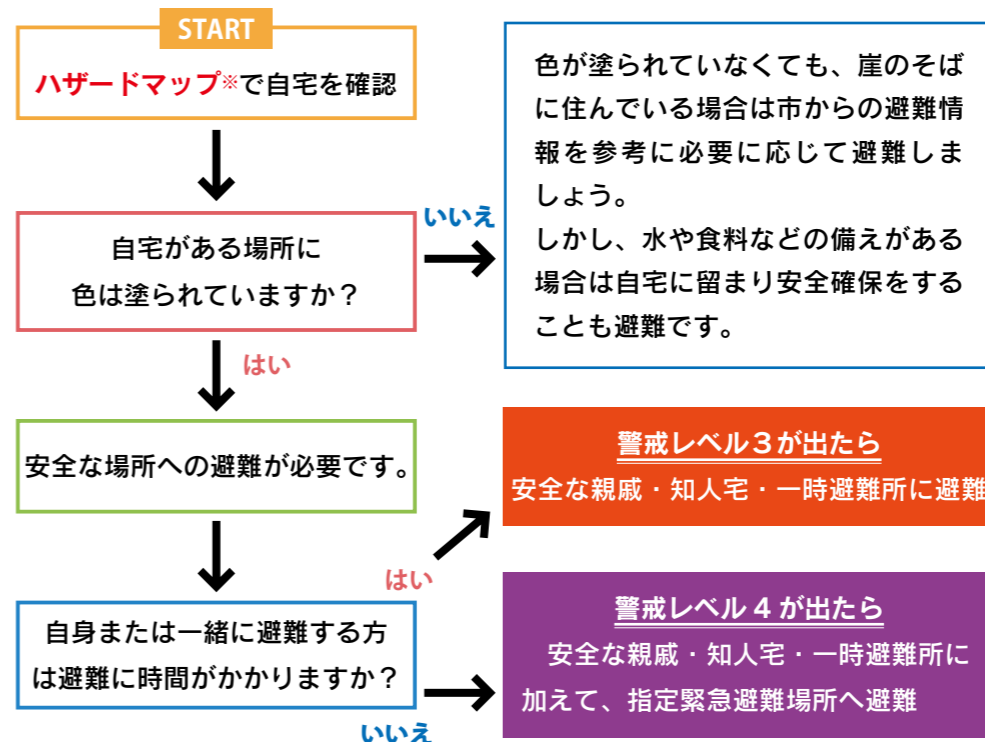 START
ハザードマップ※で自宅を確認
自宅がある場所に
色は塗られていますか？
いいえ
色が塗られていなくても、崖のそば
に住んでいる場合は市からの避難情
報を参考に必要に応じて避難しま
しょう。
しかし、水や食料などの備えがある
場合は自宅に留まり安全確保をする
ことも避難です。
はい
安全な場所への避難が必要です。
自身または一緒に避難する方
は避難に時間がかかりますか？
はい
警戒レベル３が出たら
安全な親戚・知人宅・一時避難所に避難
いいえ
警戒レベル４が出たら
安全な親戚・知人宅・一時避難所に
加えて、指定緊急避難場所へ避難